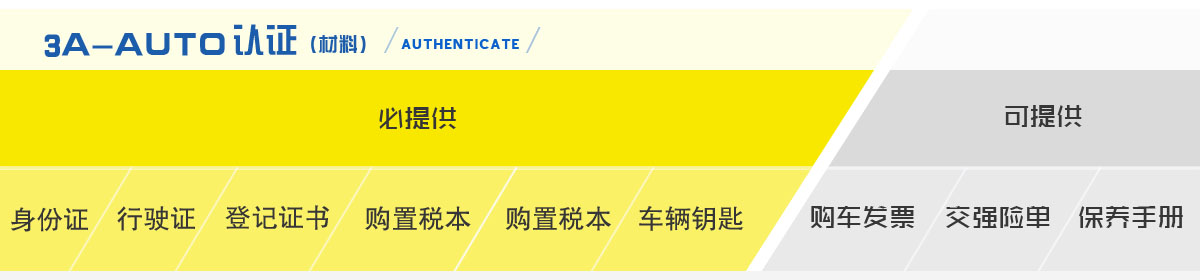 3A-AUTO 认证 (材料) / AUTHENTICATE /
必提供 可提供
身份证 行驶证 登记证书 购置税本 购置税本 车辆钥匙 购车发票 交强险单 保养手册